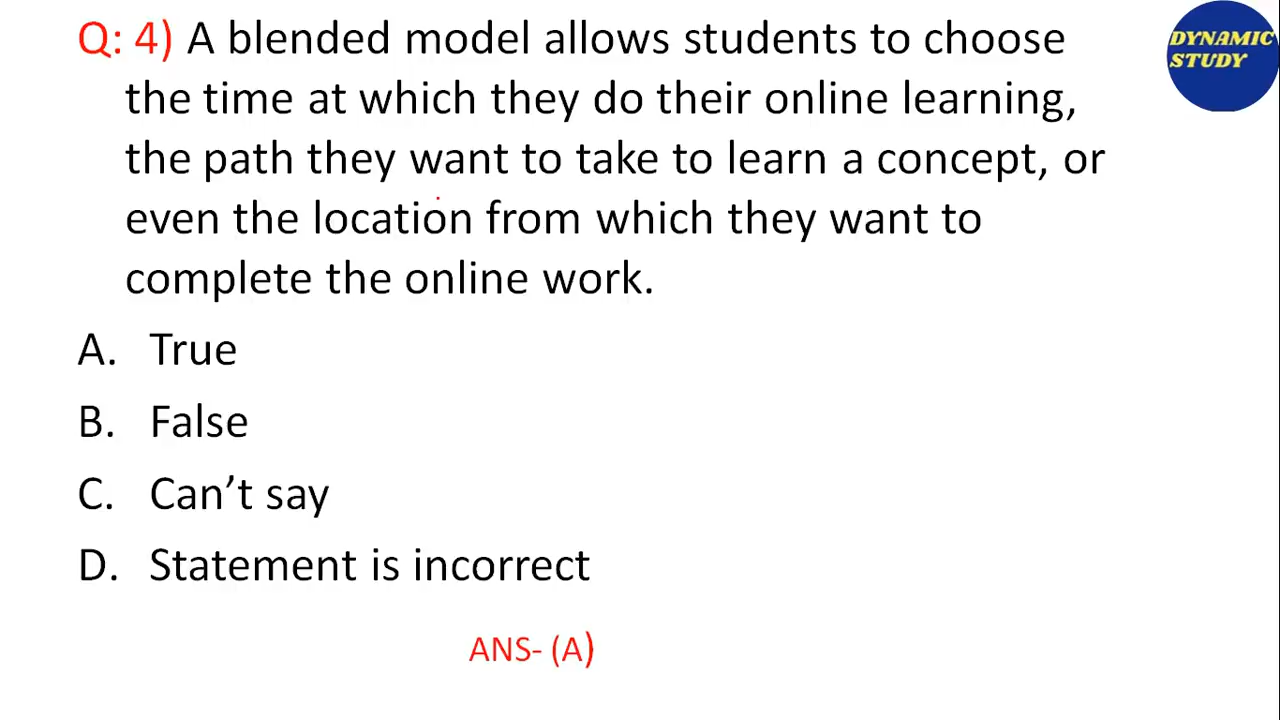 Q: 4) A blended model allows students to choose
the time at which they do their online learning,
the path they want to take to learn a concept, or
even the location from which they want to
complete the online work.
A. True
B. False
C. Can’t say
D. Statement is incorrect
ANS- (A)
DYNAMIC
STUDY